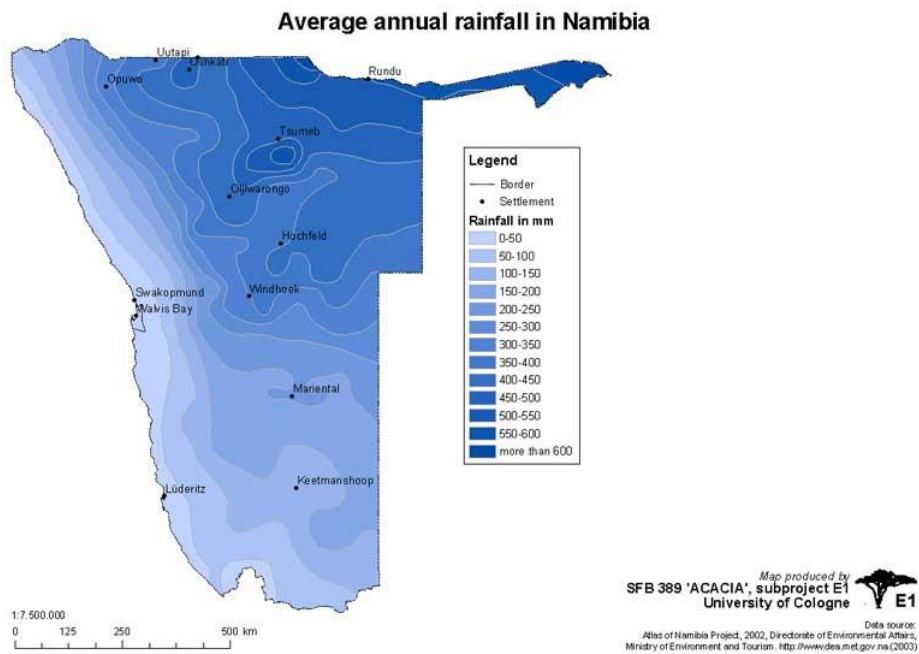 Average annual rainfall in Namibia
Uutapi
Oshkati
Opuwo
Rundu
Tsumeb
Otjiwarongo
Hochfeld
Windhoek
Swakopmund
Walvis Bay
Mariental
Keetmanshoop
Lüderitz
Legend
Border
Settlement
Rainfall in mm
0-50
50-100
100-150
150-200
200-250
250-300
300-350
350-400
400-450
450-500
500-550
550-600
more than 600
1:7.500.000
0 125 250 500 km
Map produced by
SFB 389 'ACACIA', subproject E1
University of Cologne
E1
Data source:
Atlas of Namibia Project, 2002, Directorate of Environmental Affairs,
Ministry of Environment and Tourism. http://www.dea.met.gov.na (2003)